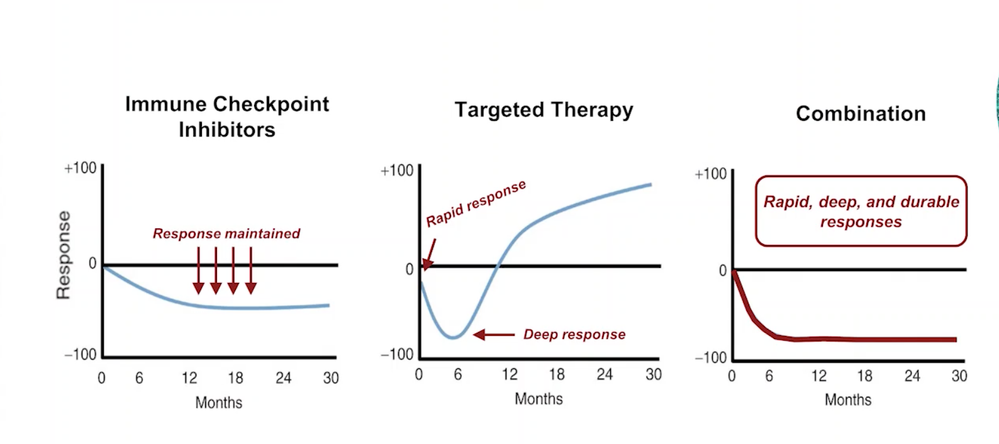 Immune Checkpoint
Inhibitors
Response
+100
0
–100
Response maintained
0 6 12 18 24 30
Months
Targeted Therapy
+100
0
–100
Rapid response
Deep response
0 6 12 18 24 30
Months
Combination
+100
0
–100
Rapid, deep, and durable
responses
0 6 12 18 24 30
Months